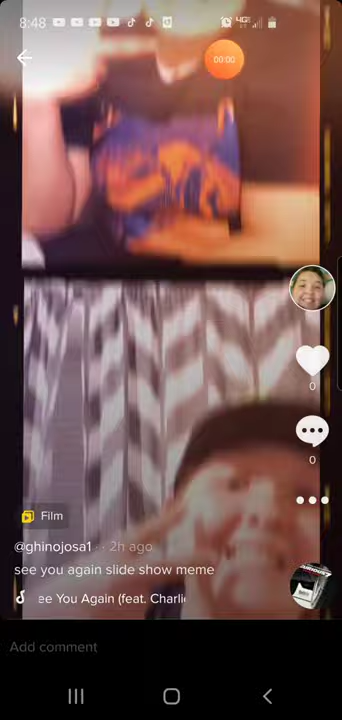 8:48
4G
00:00
0
0
Film
@ghinojosa1 · 2h ago
see you again slide show meme
ee You Again (feat. Charli
Add comment